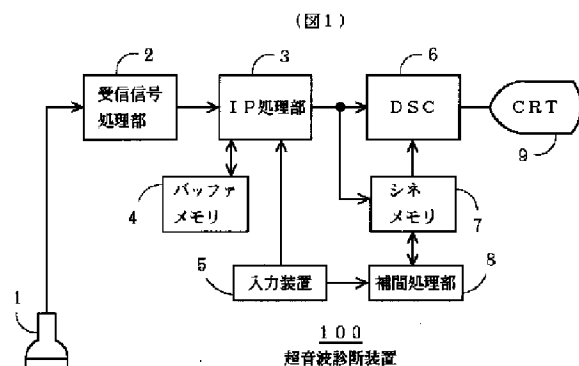 (図1)
2
3
6
受信信号
処理部
IP処理部
DSC
CRT
9
4
バッファ
メモリ
シネ
メモリ
7
5
入力装置
補間処理部
8
1
100
超音波診断装置